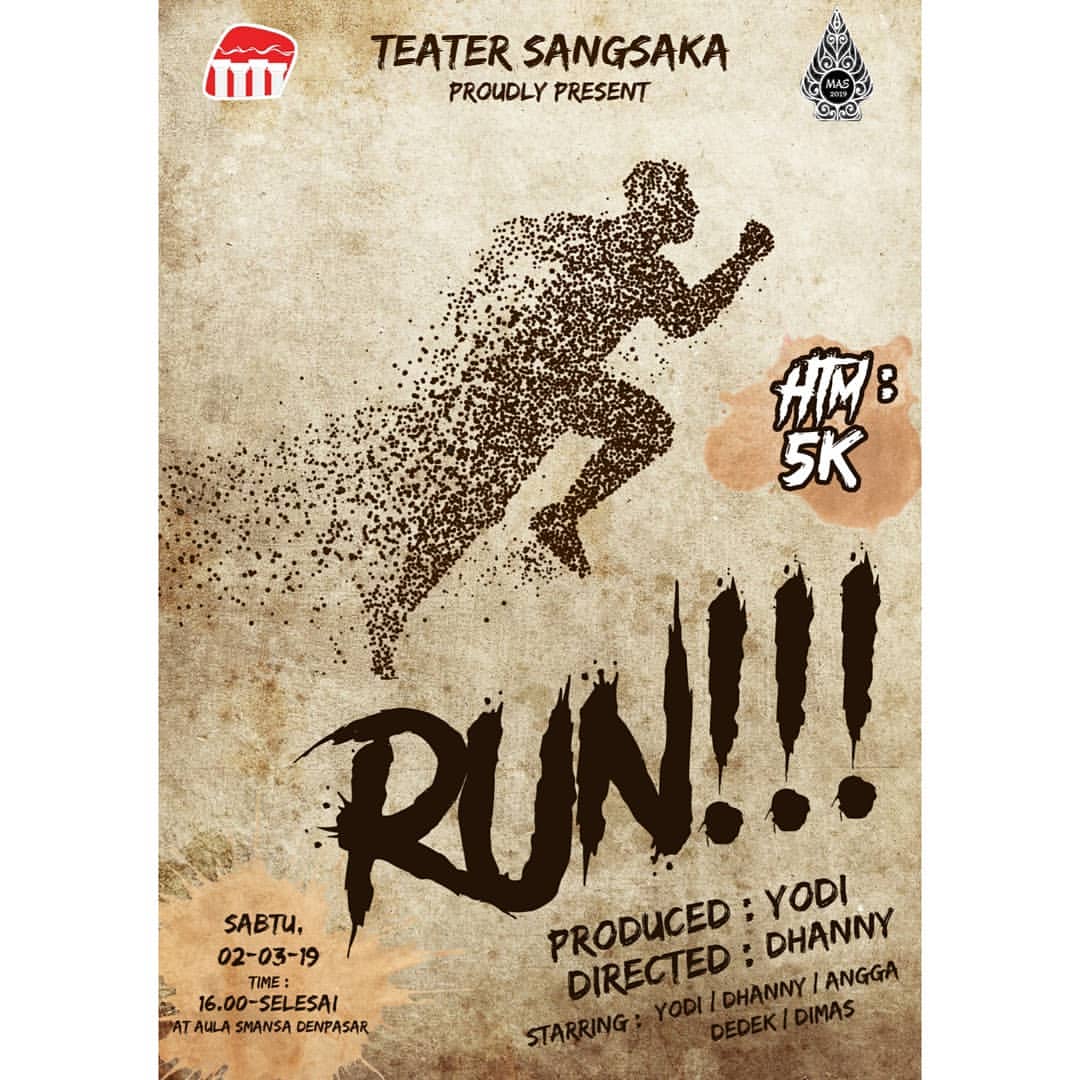 TEATER SANGSAKA
PROUDLY PRESENT
MAS
2019
HTM :
5K
RUN!!!
PRODUCED : YODI
DIRECTED : DHANNY
STARRING : YODI / DHANNY / ANGGA
DEDEK / DIMAS
SABTU,
02-03-19
TIME :
16.00-SELESAI
AT AULA SMANSA DENPASAR